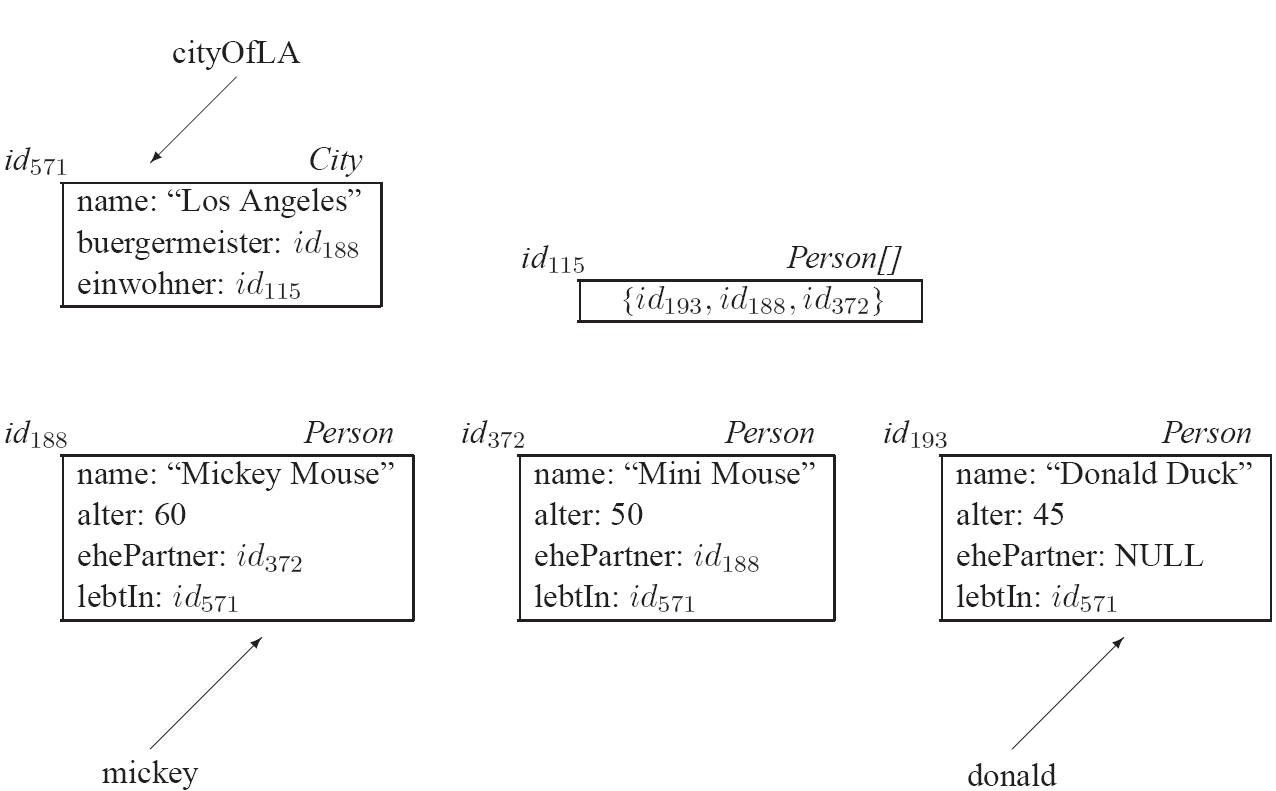 cityOfLA
id571 City
name: “Los Angeles”
buergermeister: id188
einwohner: id115
id115 Person[]
{id193, id188, id372}
id188 Person
name: “Mickey Mouse”
alter: 60
ehePartner: id372
lebtIn: id571
id372 Person
name: “Mini Mouse”
alter: 50
ehePartner: id188
lebtIn: id571
id193 Person
name: “Donald Duck”
alter: 45
ehePartner: NULL
lebtIn: id571
mickey
donald